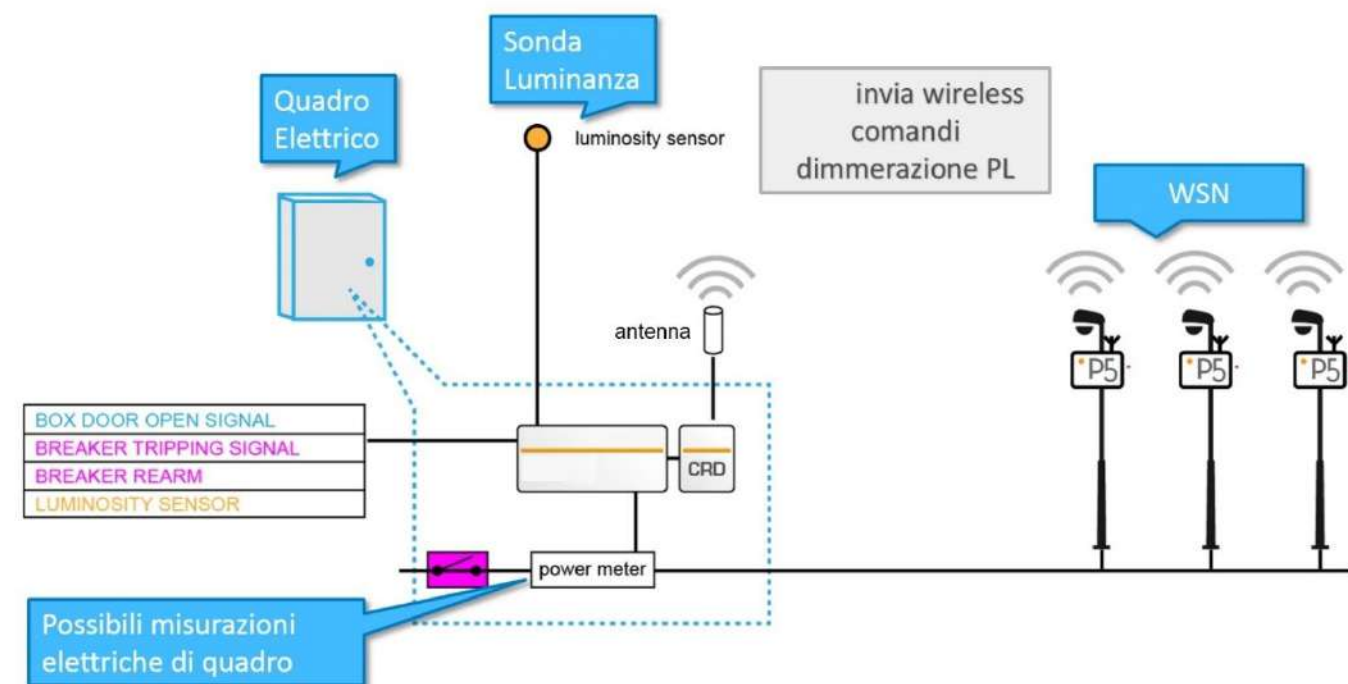 Sonda
Luminanza
Quadro
Elettrico
luminosity sensor
invia wireless
comandi
dimmerazione PL
WSN
antenna
P5
P5
P5
BOX DOOR OPEN SIGNAL
BREAKER TRIPPING SIGNAL
BREAKER REARM
LUMINOSITY SENSOR
CRD
power meter
Possibili misurazioni
elettriche di quadro